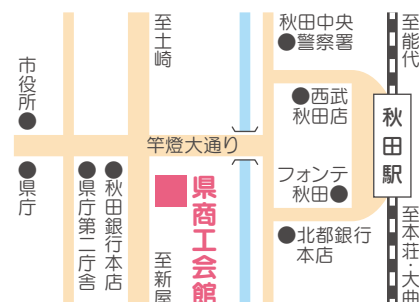 至土崎
秋田中央
●警察署
至能代
市役所●
●西武
秋田店
秋田駅
竿燈大通り
●県庁
●県庁第二庁舎
●秋田銀行本店
県商工会館
フォンテ
秋田●
●北都銀行
本店
至新屋
至本荘・大曲